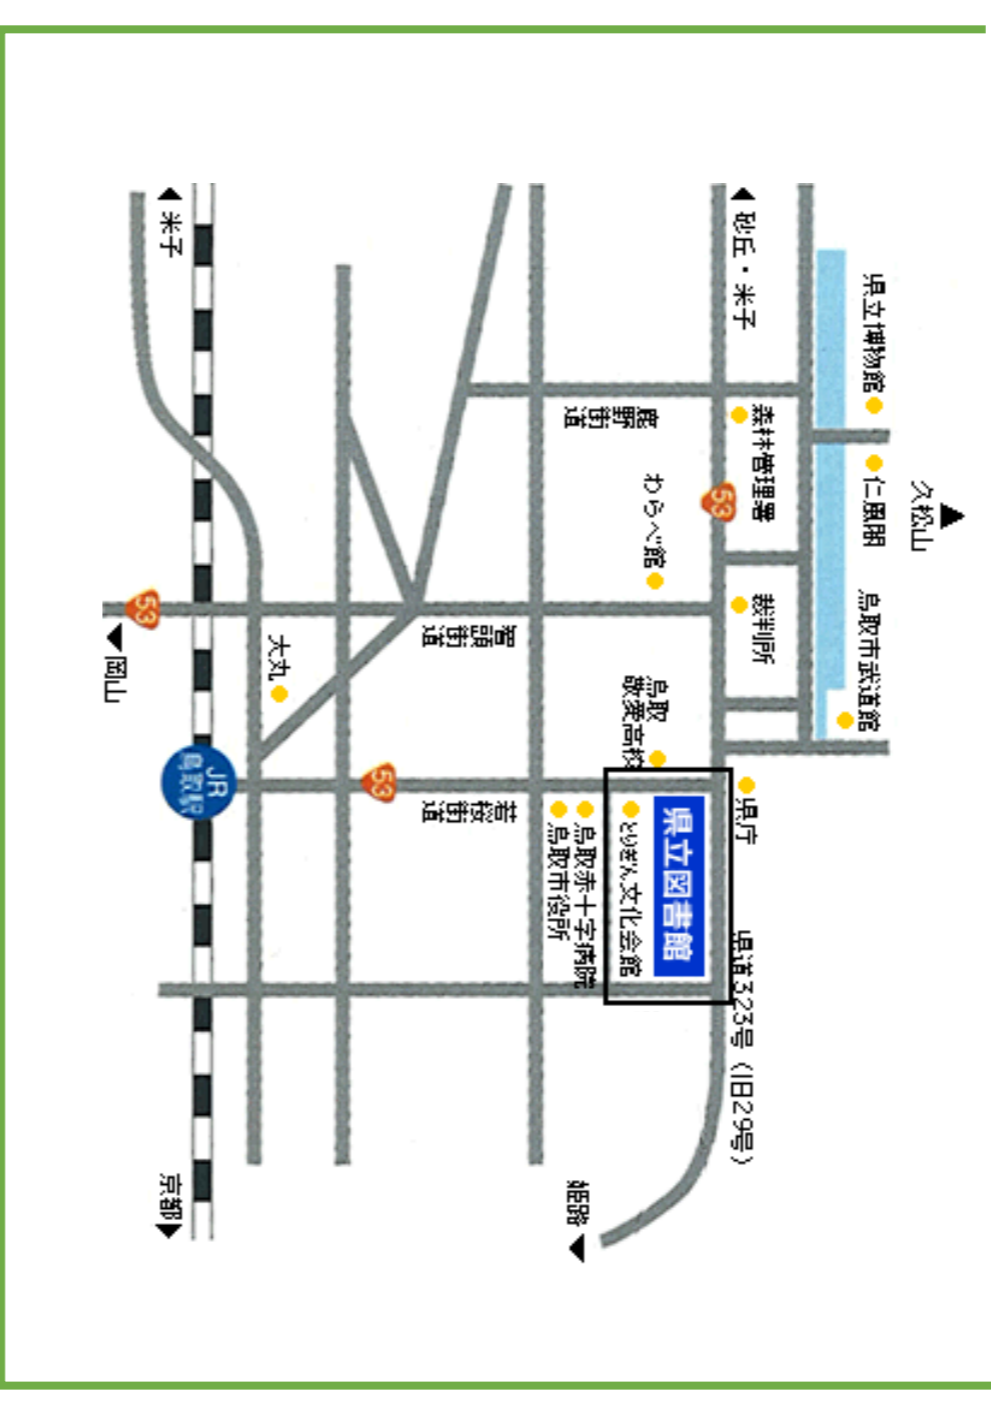 久松山
県立博物館
仁風閣
鳥取市武道館
砂丘・米子
森林管理署
53
裁判所
県庁
県道323号（旧29号）
わらべ館
鳥取
敬愛高校
県立図書館
とりぎん文化会館
鳥取赤十字病院
鳥取市役所
鹿野街道
智頭街道
若桜街道
姫路
53
大丸
米子
53
岡山
JR
鳥取駅
京都